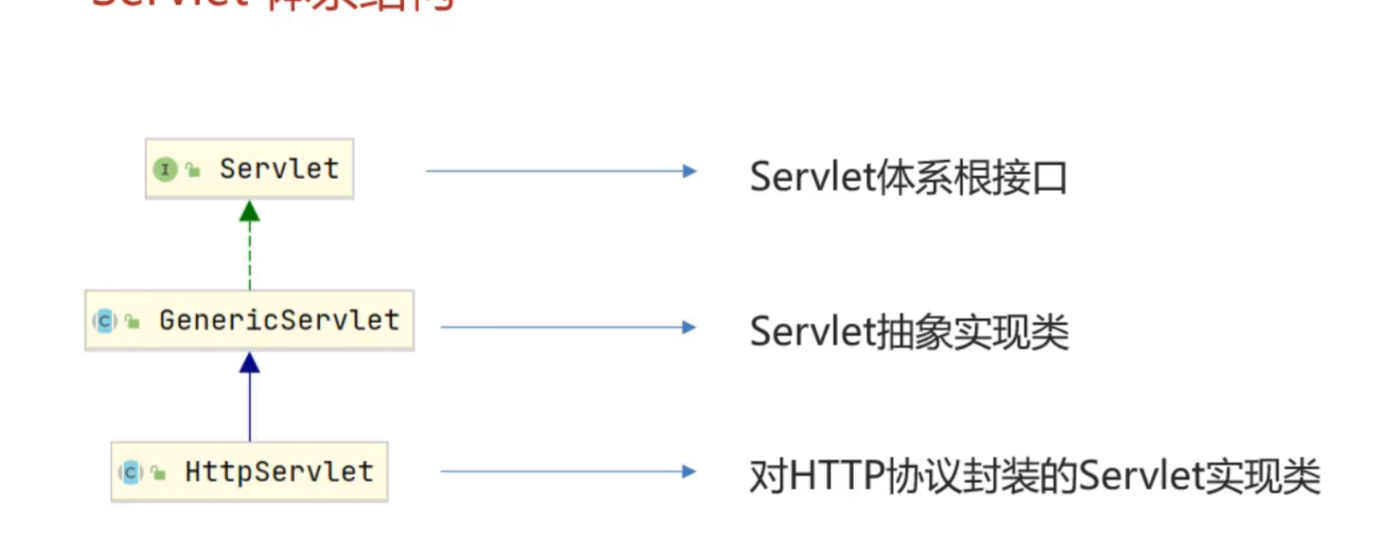 Servlet 体系结构
Servlet
Servlet体系根接口
GenericServlet
Servlet抽象实现类
HttpServlet
对HTTP协议封装的Servlet实现类